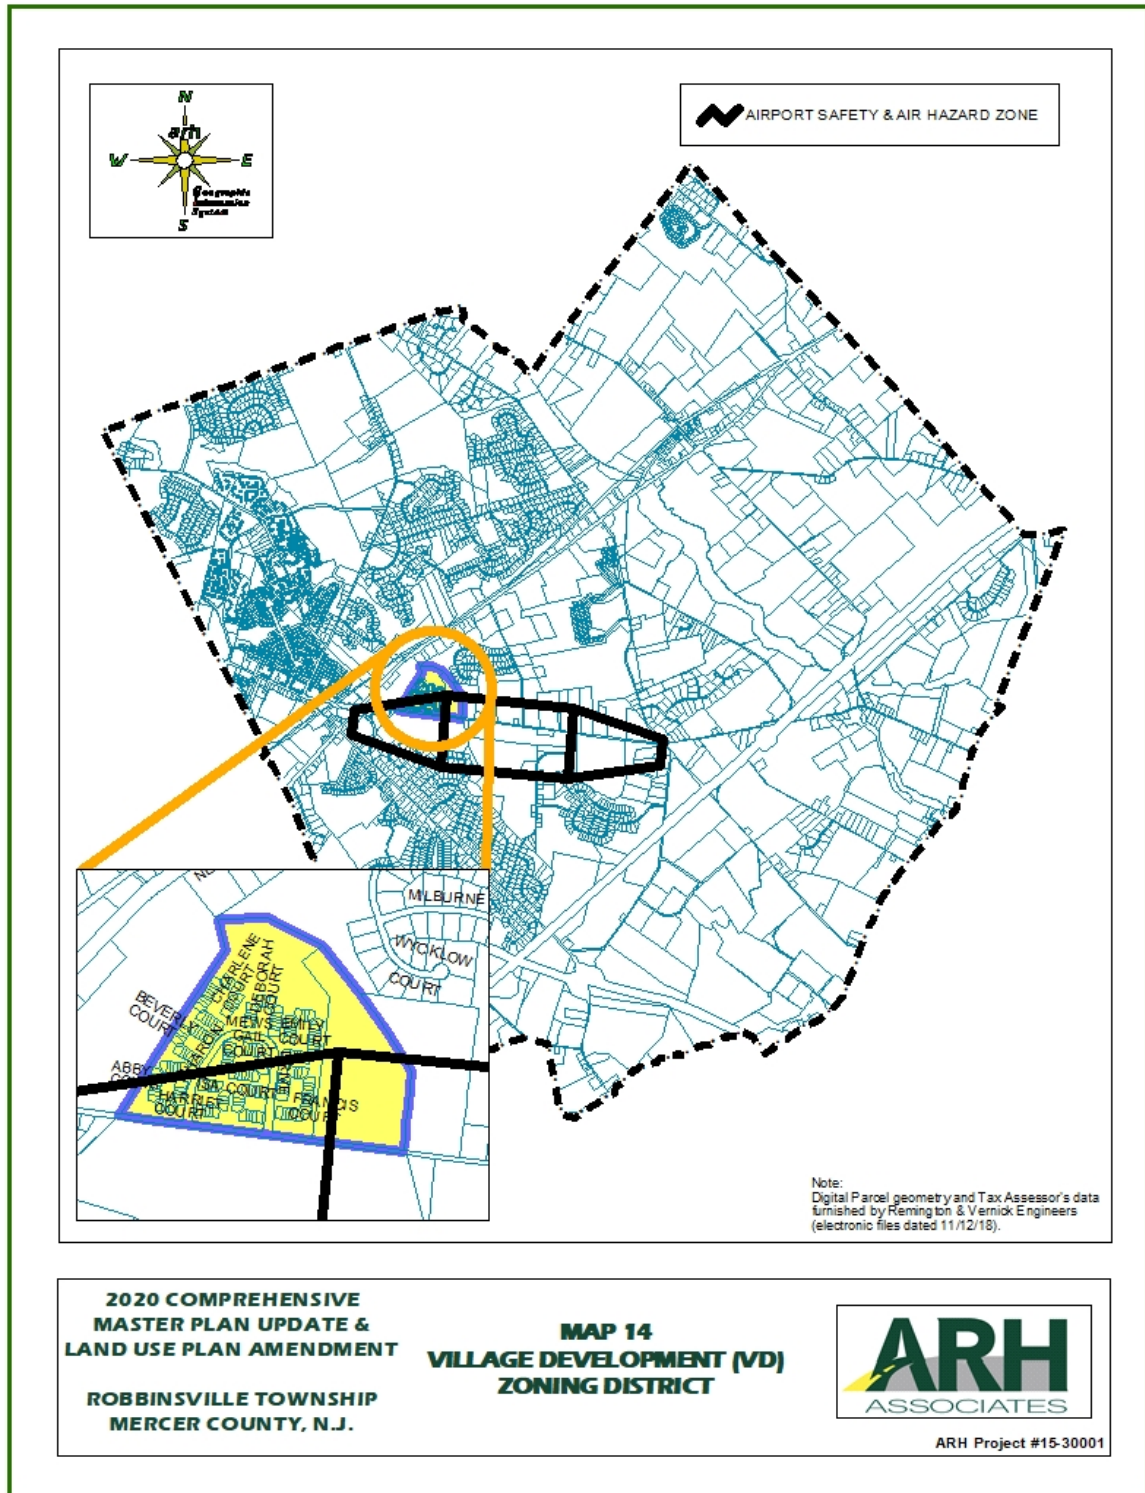 N
arh
W
E
Geographic
Information
System
S
AIRPORT SAFETY & AIR HAZARD ZONE
MILBURNE
WYCKLOW
COURT
CHARLENE
COURT
DEBORAH
COURT
BEVERLY
COURT
MEWS
EMILY
COURT
GAIL
COURT
ABBY
COURT
HARRIET
COURT
FRANCIS
COURT
Note:
Digital Parcel geometry and Tax Assessor's data
furnished by Remington & Vernick Engineers
(electronic files dated 11/12/18).
2020 COMPREHENSIVE
MASTER PLAN UPDATE &
LAND USE PLAN AMENDMENT
ROBBINSVILLE TOWNSHIP
MERCER COUNTY, N.J.
MAP 14
VILLAGE DEVELOPMENT (VD)
ZONING DISTRICT
ARH
ASSOCIATES
ARH Project #15-30001